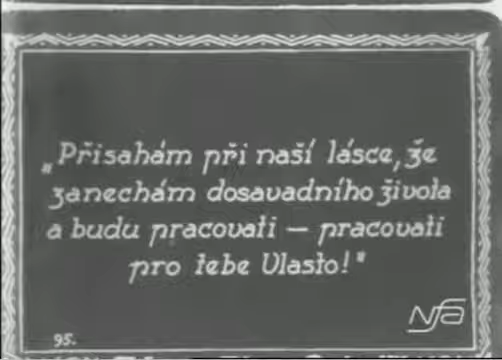 „Přisahám při naší lásce, že
zanechám dosavadního života
a budu pracovati — pracovati
pro tebe Vlasto!"
NFA
95.